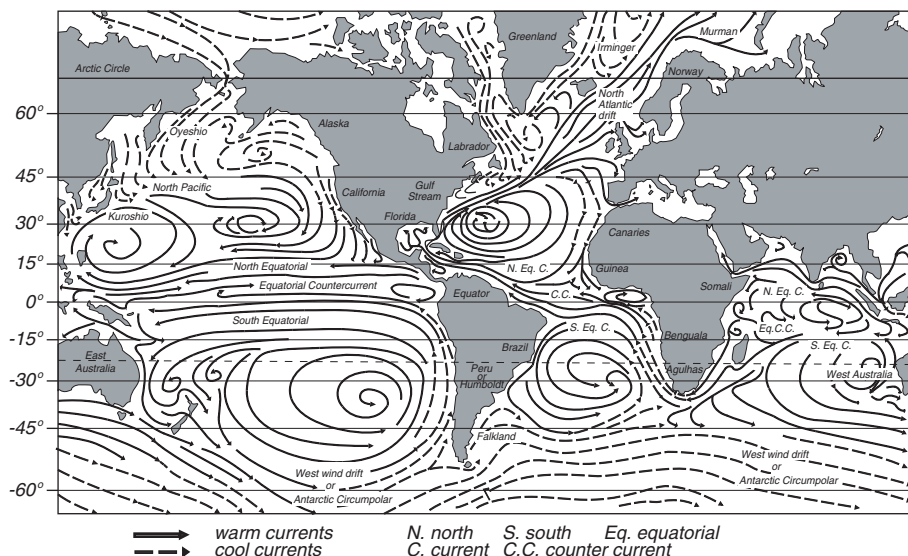 Greenland
Irminger
Murman
Arctic Circle
Norway
North
Atlantic
drift
60°
Alaska
Oyeshio
Labrador
45°
North Pacific
California
Gulf
Stream
Kuroshio
Florida
30°
Canaries
15°
North Equatorial
N. Eq. C.
Guinea
Somali
Equatorial Countercurrent
Equator
C.C.
N. Eq. C.
0°
South Equatorial
S. Eq. C.
Eq.C.C.
-15°
Brazil
Benguala
S. Eq. C.
East
Australia
Peru
or
Humboldt
Agulhas
West Australia
-30°
-45°
Falkland
West wind drift
or
Antarctic Circumpolar
West wind drift
or
Antarctic Circumpolar
-60°
warm currents N. north S. south Eq. equatorial
cool currents C. current C.C. counter current